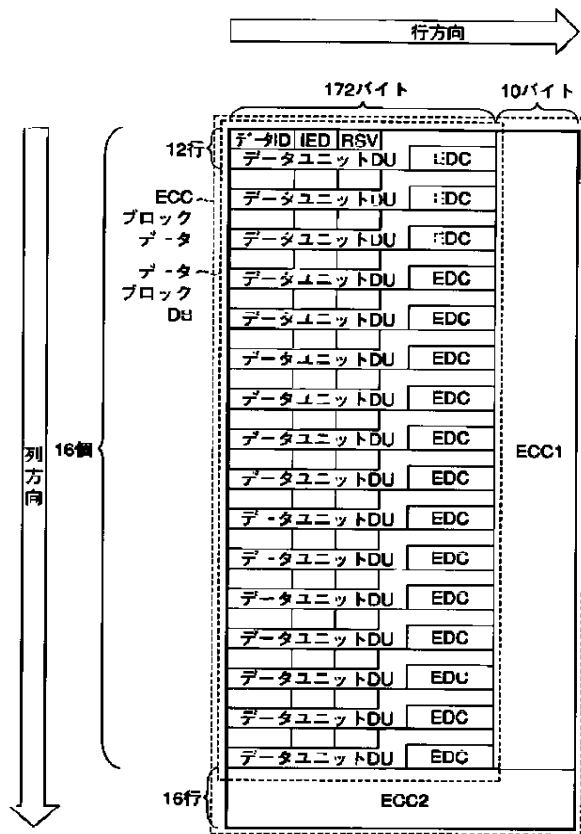 行方向
172バイト
10バイト
データID IED RSV
12行
データユニットDU EDC
ECC
ブロック
データ
データユニットDU EDC
データユニットDU EDC
データ
ブロック
DB
データユニットDU EDC
データユニットDU EDC
データユニットDU EDC
データユニットDU EDC
16個
データユニットDU EDC
列方向
ECC1
データユニットDU EDC
データユニットDU EDC
データユニットDU EDC
データユニットDU EDC
データユニットDU EDC
データユニットDU EDC
データユニットDU EDC
データユニットDU EDC
16行
ECC2